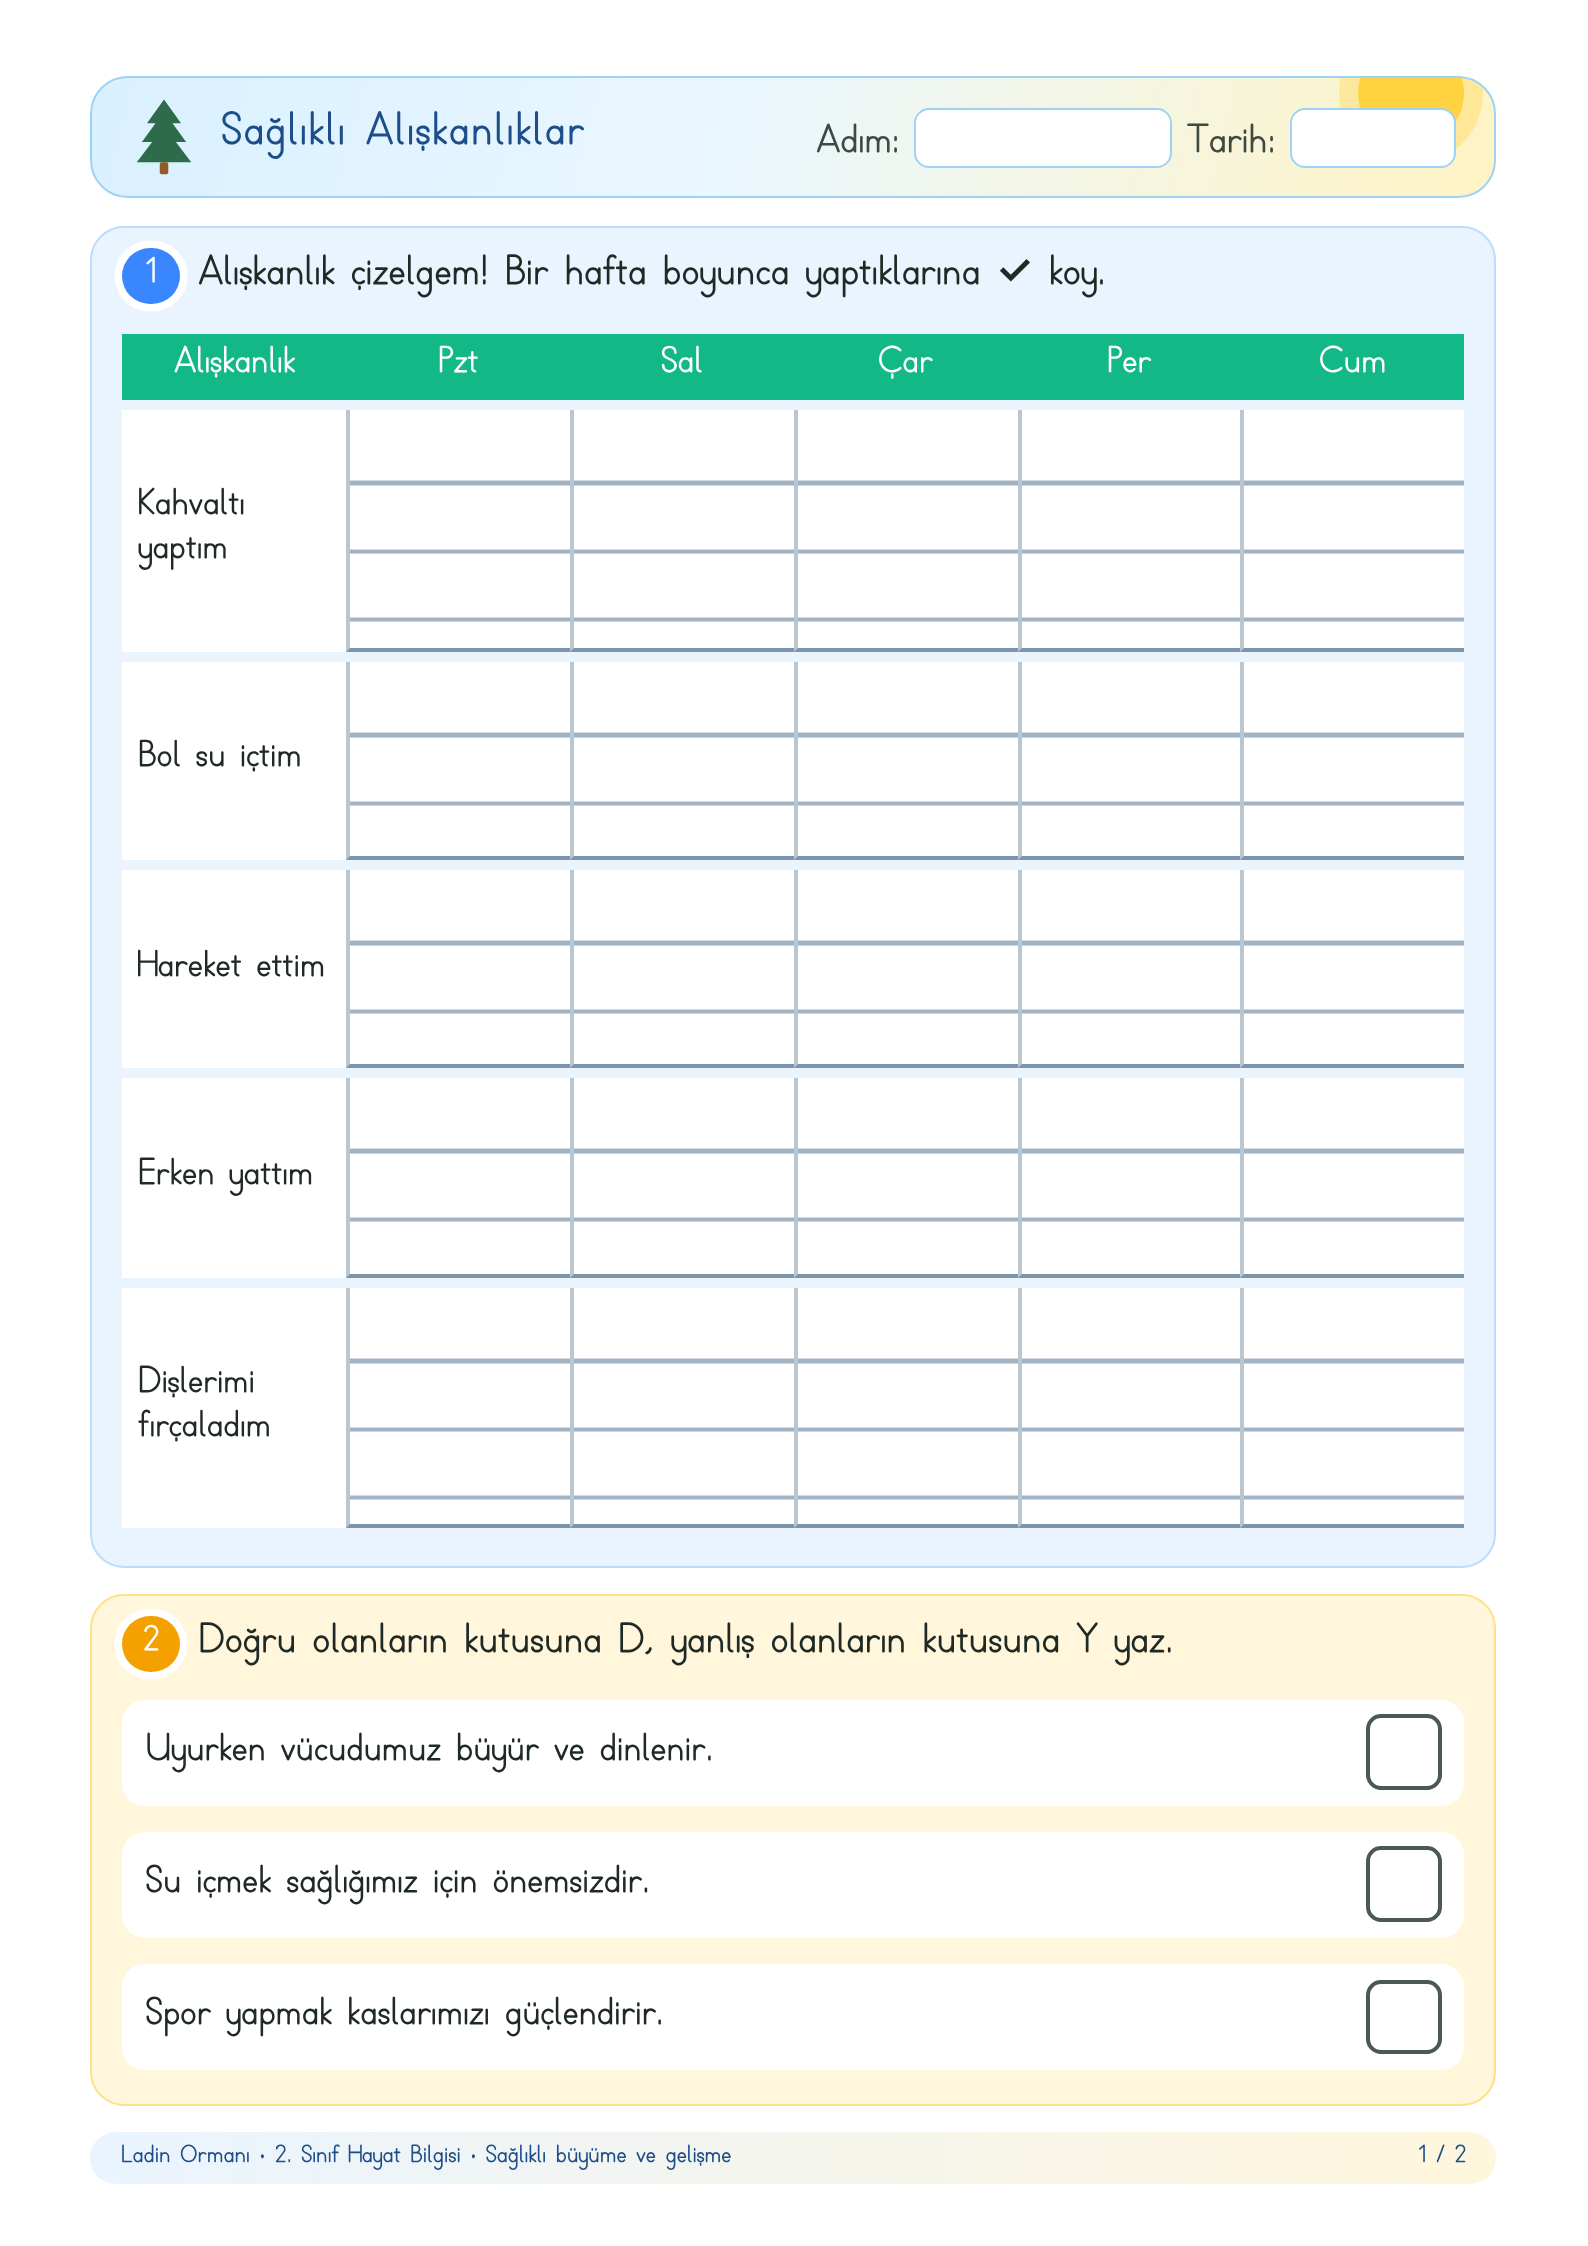 Sağlıklı Alışkanlıklar
Adım: Tarih:
1 Alışkanlık çizelgem! Bir hafta boyunca yaptıklarına ✓ koy.
Alışkanlık Pzt Sal Çar Per Cum
Kahvaltı
yaptım
Bol su içtim
Hareket ettim
Erken yattım
Dişlerimi
fırçaladım
2 Doğru olanların kutusuna D, yanlış olanların kutusuna Y yaz.
Uyurken vücudumuz büyür ve dinlenir.
Su içmek sağlığımız için önemsizdir.
Spor yapmak kaslarımızı güçlendirir.
Ladin Ormanı • 2. Sınıf Hayat Bilgisi • Sağlıklı büyüme ve gelişme 1 / 2